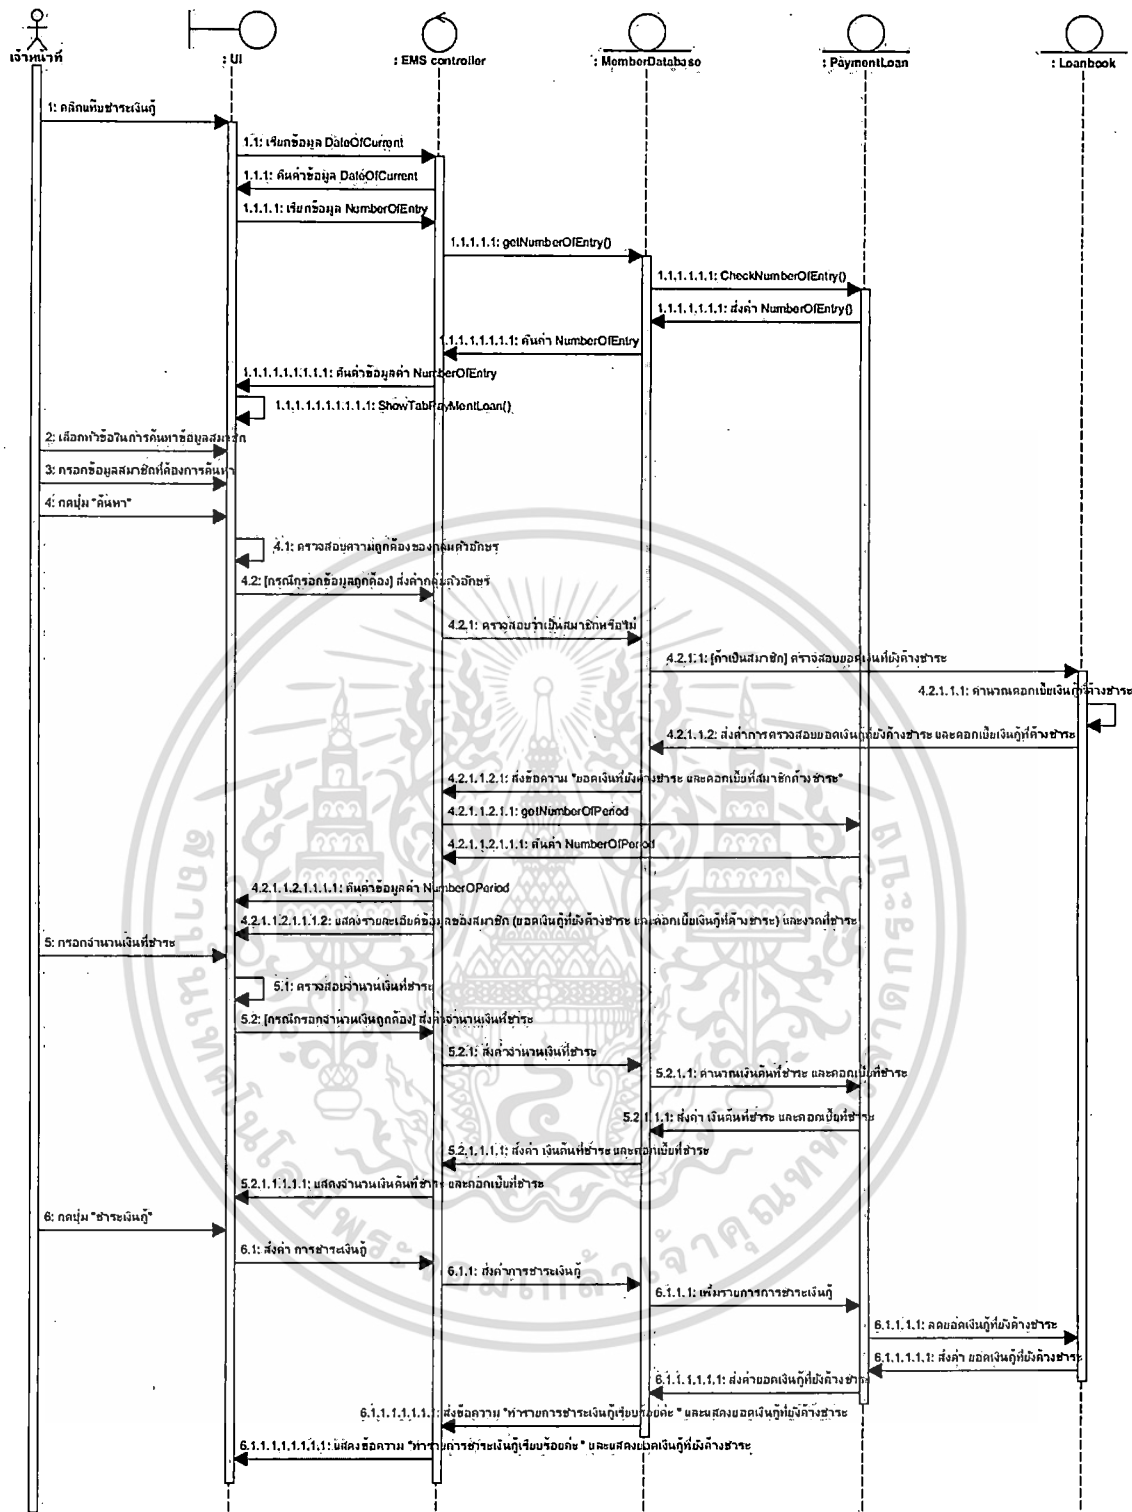 เจ้าหน้าที่
: UI
: EMS controller
: MemberDatabase
: PaymentLoan
: Loanbook
1: คลิกแท็บชำระเงินกู้
1.1: เรียกข้อมูล DateOfCurrent
1.1.1: คืนค่าข้อมูล DateOfCurrent
1.1.1.1: เรียกข้อมูล NumberOfEntry
1.1.1.1.1: getNumberOfEntry()
1.1.1.1.1.1: CheckNumberOfEntry()
1.1.1.1.1.1.1: ส่งค่า NumberOfEntry()
1.1.1.1.1.1.1.1: คืนค่า NumberOfEntry
1.1.1.1.1.1.1.1.1: คืนค่าข้อมูลค่า NumberOfEntry
1.1.1.1.1.1.1.1.1.1: ShowTabPayMentLoan()
2: เลือกหัวข้อในการค้นหาข้อมูลสมาชิก
3: กรอกข้อมูลสมาชิกที่ต้องการค้นหา
4: กดปุ่ม "ค้นหา"
4.1: ตรวจสอบความถูกต้องของกลุ่มตัวอักษร
4.2: [กรณีกรอกข้อมูลถูกต้อง] ส่งค่ากลุ่มตัวอักษร
4.2.1: ตรวจสอบว่าเป็นสมาชิกหรือไม่
4.2.1.1: [ถ้าเป็นสมาชิก] ตรวจสอบยอดเงินที่ยังค้างชำระ
4.2.1.1.1: คำนวณดอกเบี้ยเงินกู้ที่ค้างชำระ
4.2.1.1.2: ส่งค่าการตรวจสอบยอดเงินกู้ที่ยังค้างชำระ และดอกเบี้ยเงินกู้ที่ค้างชำระ
4.2.1.1.2.1: ส่งข้อความ "ยอดเงินที่ยังค้างชำระ และดอกเบี้ยที่สมาชิกค้างชำระ"
4.2.1.1.2.1.1: getNumberOfPeriod
4.2.1.1.2.1.1.1: คืนค่า NumberOfPeriod
4.2.1.1.2.1.1.1.1: คืนค่าข้อมูลค่า NumberOPeriod
4.2.1.1.2.1.1.1.2: แสดงรายละเอียดข้อมูลของสมาชิก (ยอดเงินกู้ที่ยังค้างชำระ และดอกเบี้ยเงินกู้ที่ค้างชำระ) และงวดที่ชำระ
5: กรอกจำนวนเงินที่ชำระ
5.1: ตรวจสอบจำนวนเงินที่ชำระ
5.2: [กรณีกรอกจำนวนเงินถูกต้อง] ส่งค่าจำนวนเงินที่ชำระ
5.2.1: ส่งค่าจำนวนเงินที่ชำระ
5.2.1.1: คำนวณเงินต้นที่ชำระ และดอกเบี้ยที่ชำระ
5.2.1.1.1: ส่งค่า เงินต้นที่ชำระ และดอกเบี้ยที่ชำระ
5.2.1.1.1.1: ส่งค่า เงินต้นที่ชำระ และดอกเบี้ยที่ชำระ
5.2.1.1.1.1.1: แสดงจำนวนเงินต้นที่ชำระ และดอกเบี้ยที่ชำระ
6: กดปุ่ม "ชำระเงินกู้"
6.1: ส่งค่า การชำระเงินกู้
6.1.1: ส่งค่าการชำระเงินกู้
6.1.1.1: เพิ่มรายการการชำระเงินกู้
6.1.1.1.1: ลดยอดเงินกู้ที่ยังค้างชำระ
6.1.1.1.1.1: ส่งค่า ยอดเงินกู้ที่ยังค้างชำระ
6.1.1.1.1.1.1: ส่งค่ายอดเงินกู้ที่ยังค้างชำระ
6.1.1.1.1.1.1.1: ส่งข้อความ "ทำรายการชำระเงินกู้เรียบร้อยค่ะ" และแสดงยอดเงินกู้ที่ยังค้างชำระ
6.1.1.1.1.1.1.1.1: แสดงข้อความ "ทำรายการชำระเงินกู้เรียบร้อยค่ะ" และแสดงยอดเงินกู้ที่ยังค้างชำระ
สถาบันเทคโนโลยีพระจอมเกล้าเจ้าคุณทหารลาดกระบัง